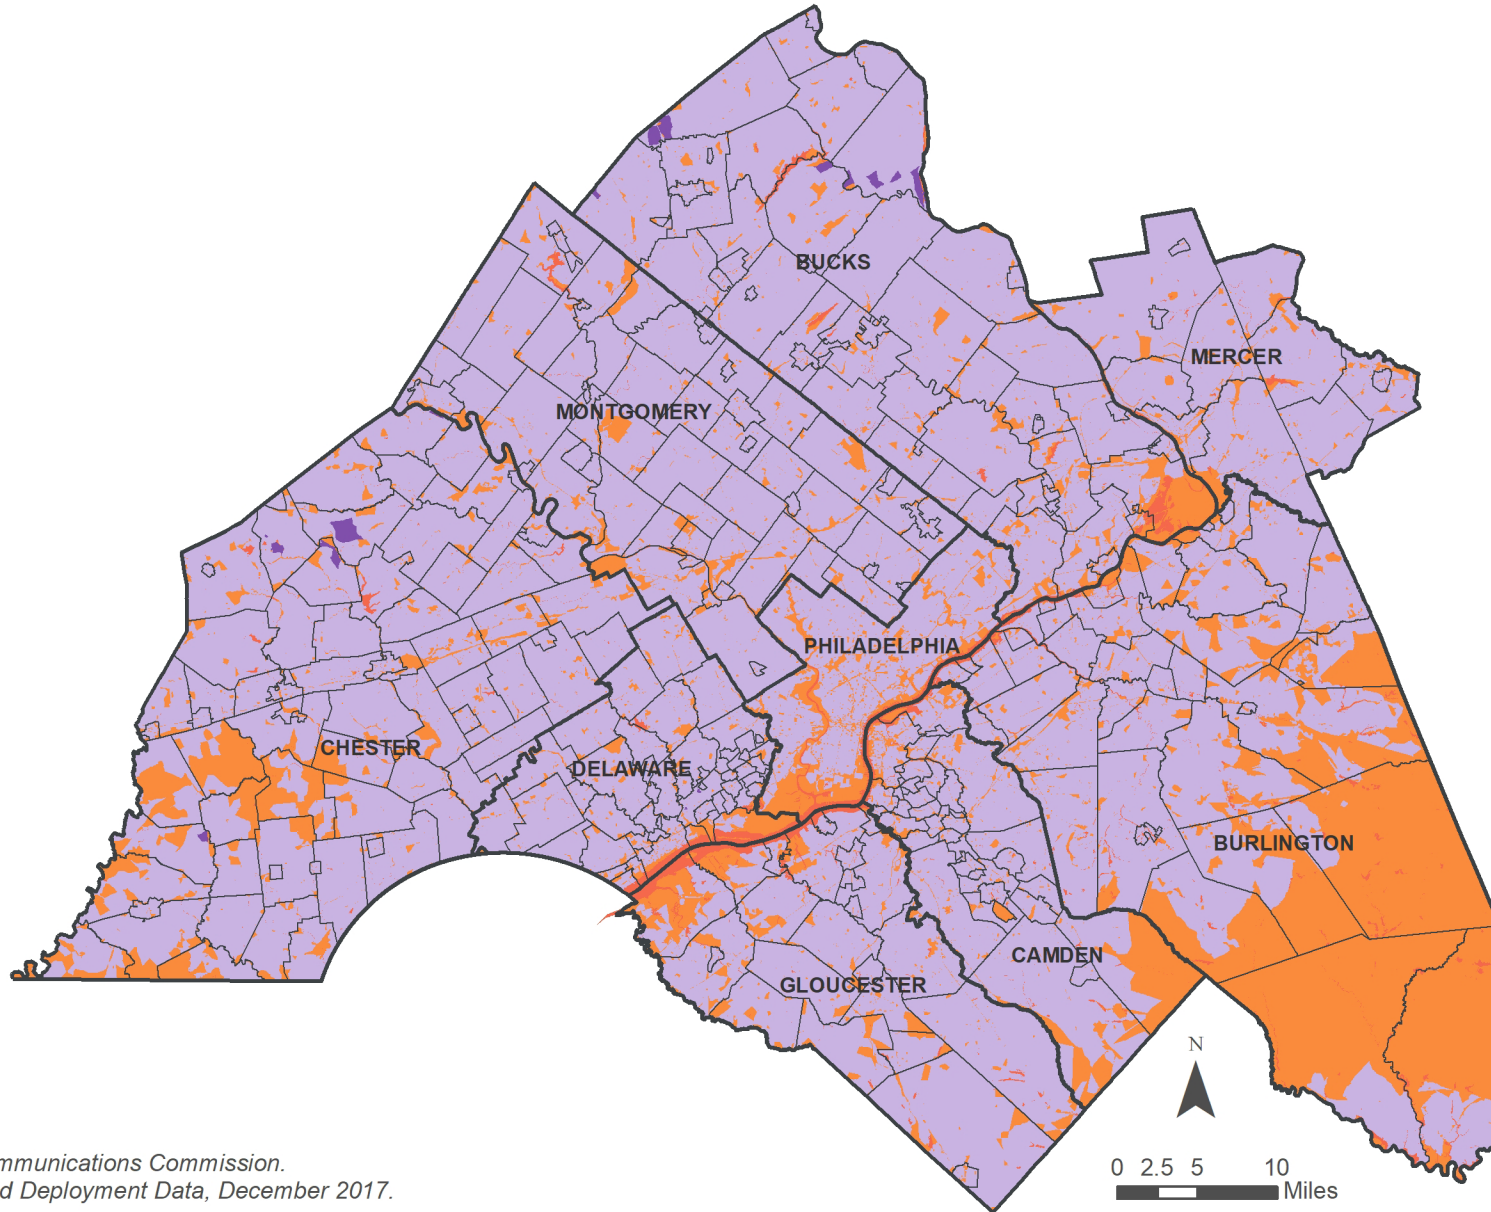 BUCKS
MERCER
MONTGOMERY
PHILADELPHIA
CHESTER
DELAWARE
BURLINGTON
CAMDEN
GLOUCESTER
N
0 2.5 5 10
Miles
mmunications Commission.
d Deployment Data, December 2017.